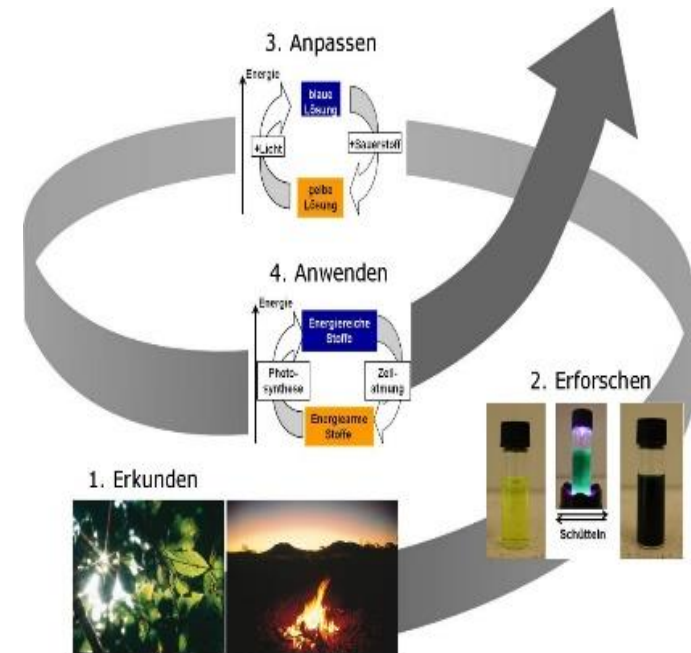 3. Anpassen
Energie
blaue
Lösung
+Licht
+Sauerstoff
gelbe
Lösung
4. Anwenden
Energie
Energiereiche
Stoffe
Photo-
synthese
Zell-
atmung
Energiearme
Stoffe
2. Erforschen
Schütteln
1. Erkunden